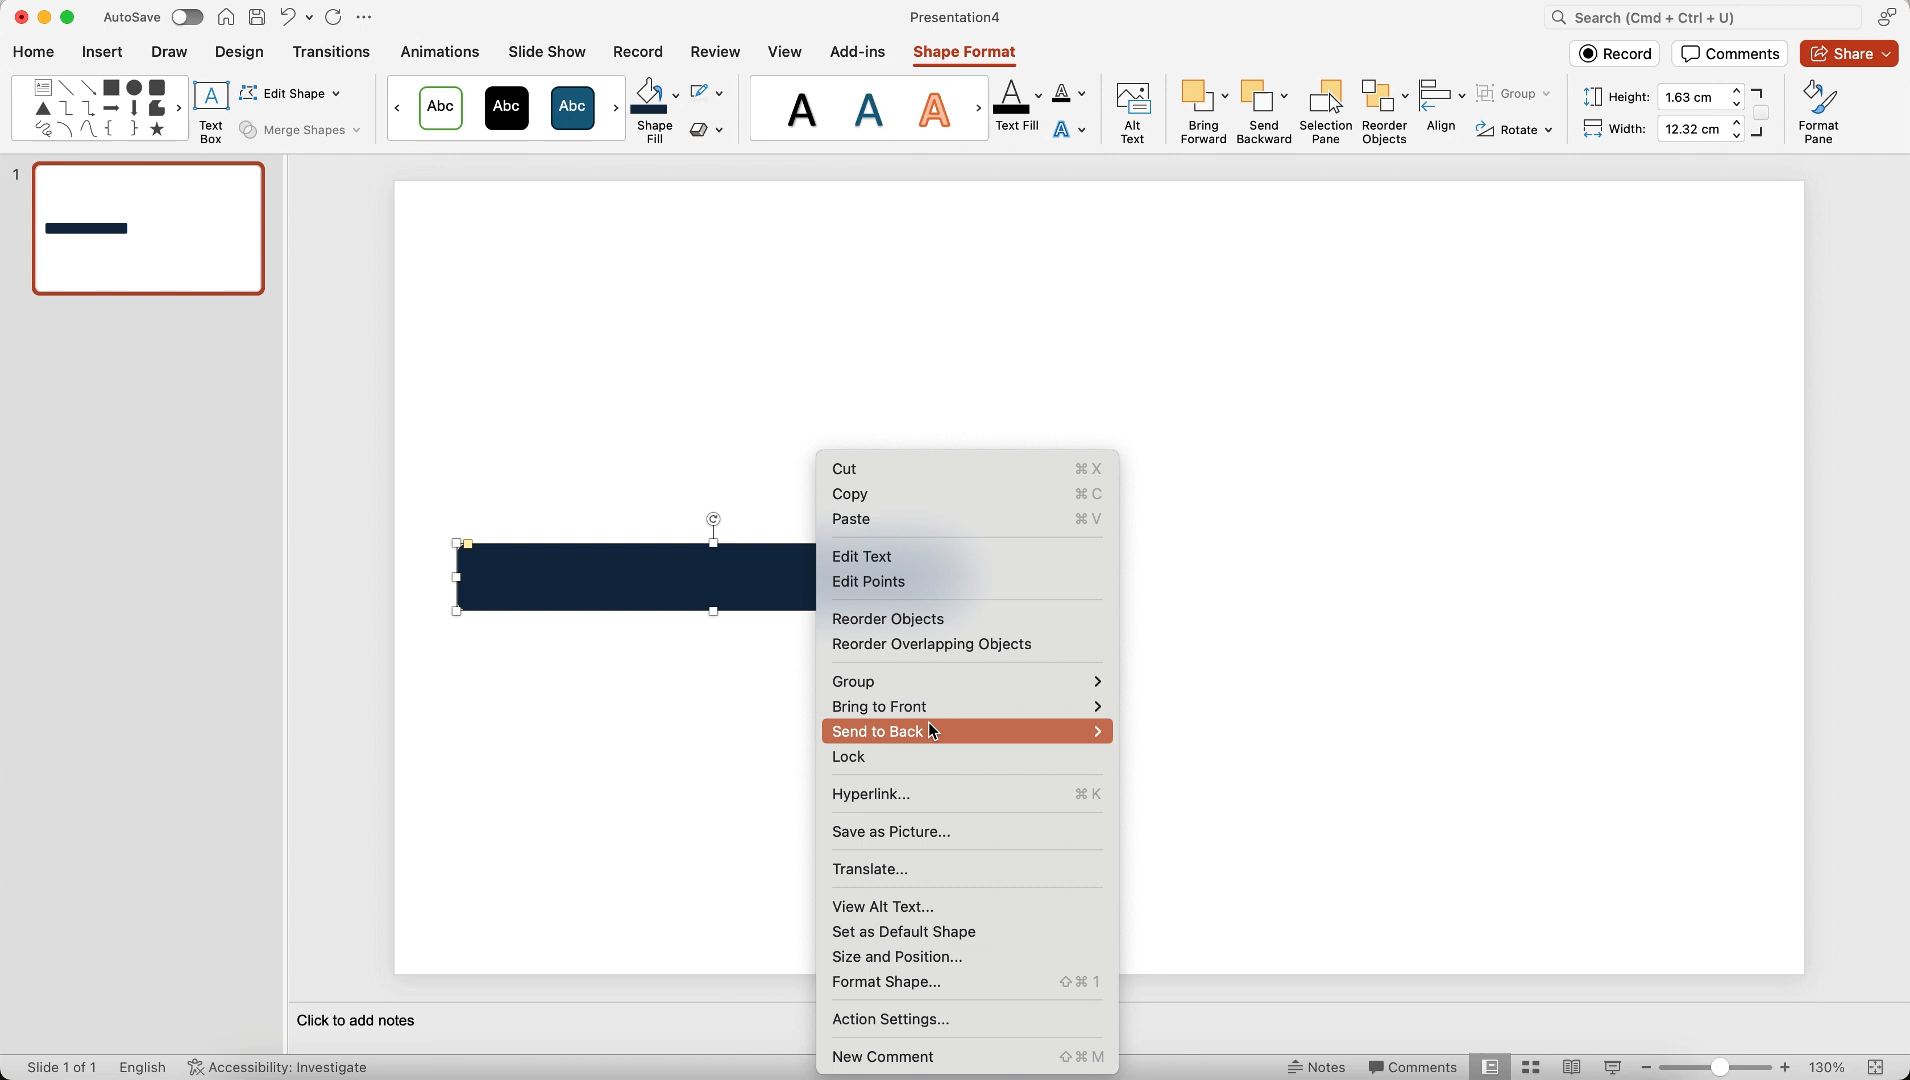 AutoSave
Presentation4
Search (Cmd + Ctrl + U)
Home Insert Draw Design Transitions Animations Slide Show Record Review View Add-ins Shape Format
Record Comments Share
A Text Box
Edit Shape
Merge Shapes
Abc Abc Abc
Shape Fill
A A A
A Text Fill
A
A
Alt Text
Bring Forward
Send Backward
Selection Pane
Reorder Objects
Align
Group
Rotate
Height: 1.63 cm
Width: 12.32 cm
Format Pane
1
Cut ⌘ X
Copy ⌘ C
Paste ⌘ V
Edit Text
Edit Points
Reorder Objects
Reorder Overlapping Objects
Group
Bring to Front
Send to Back
Lock
Hyperlink... ⌘ K
Save as Picture...
Translate...
View Alt Text...
Set as Default Shape
Size and Position...
Format Shape... ⇧⌘ 1
Action Settings...
New Comment ⇧⌘ M
Click to add notes
Slide 1 of 1 English Accessibility: Investigate Notes Comments 130%